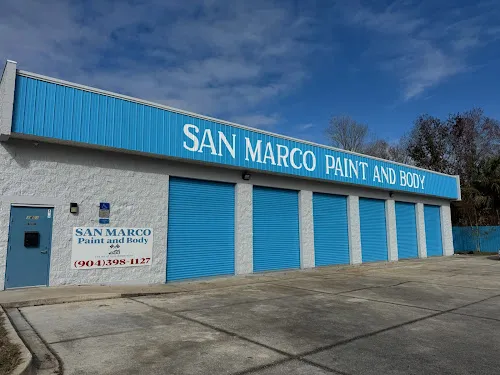 SAN MARCO PAINT AND BODY
SAN MARCO
Paint and Body
(904)398-1127